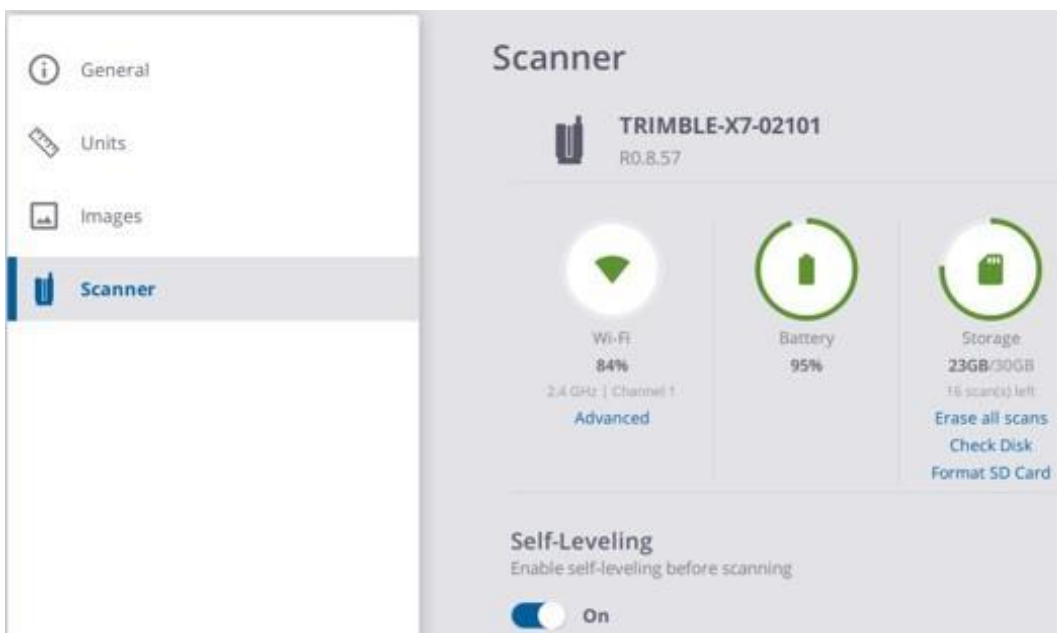 General
Units
Images
Scanner
Scanner
TRIMBLE-X7-02101
R0.8.57
Wi-Fi
84%
2.4 GHz | Channel 1
Advanced
Battery
95%
Storage
23GB/30GB
16 scan(s) left
Erase all scans
Check Disk
Format SD Card
Self-Leveling
Enable self-leveling before scanning
On